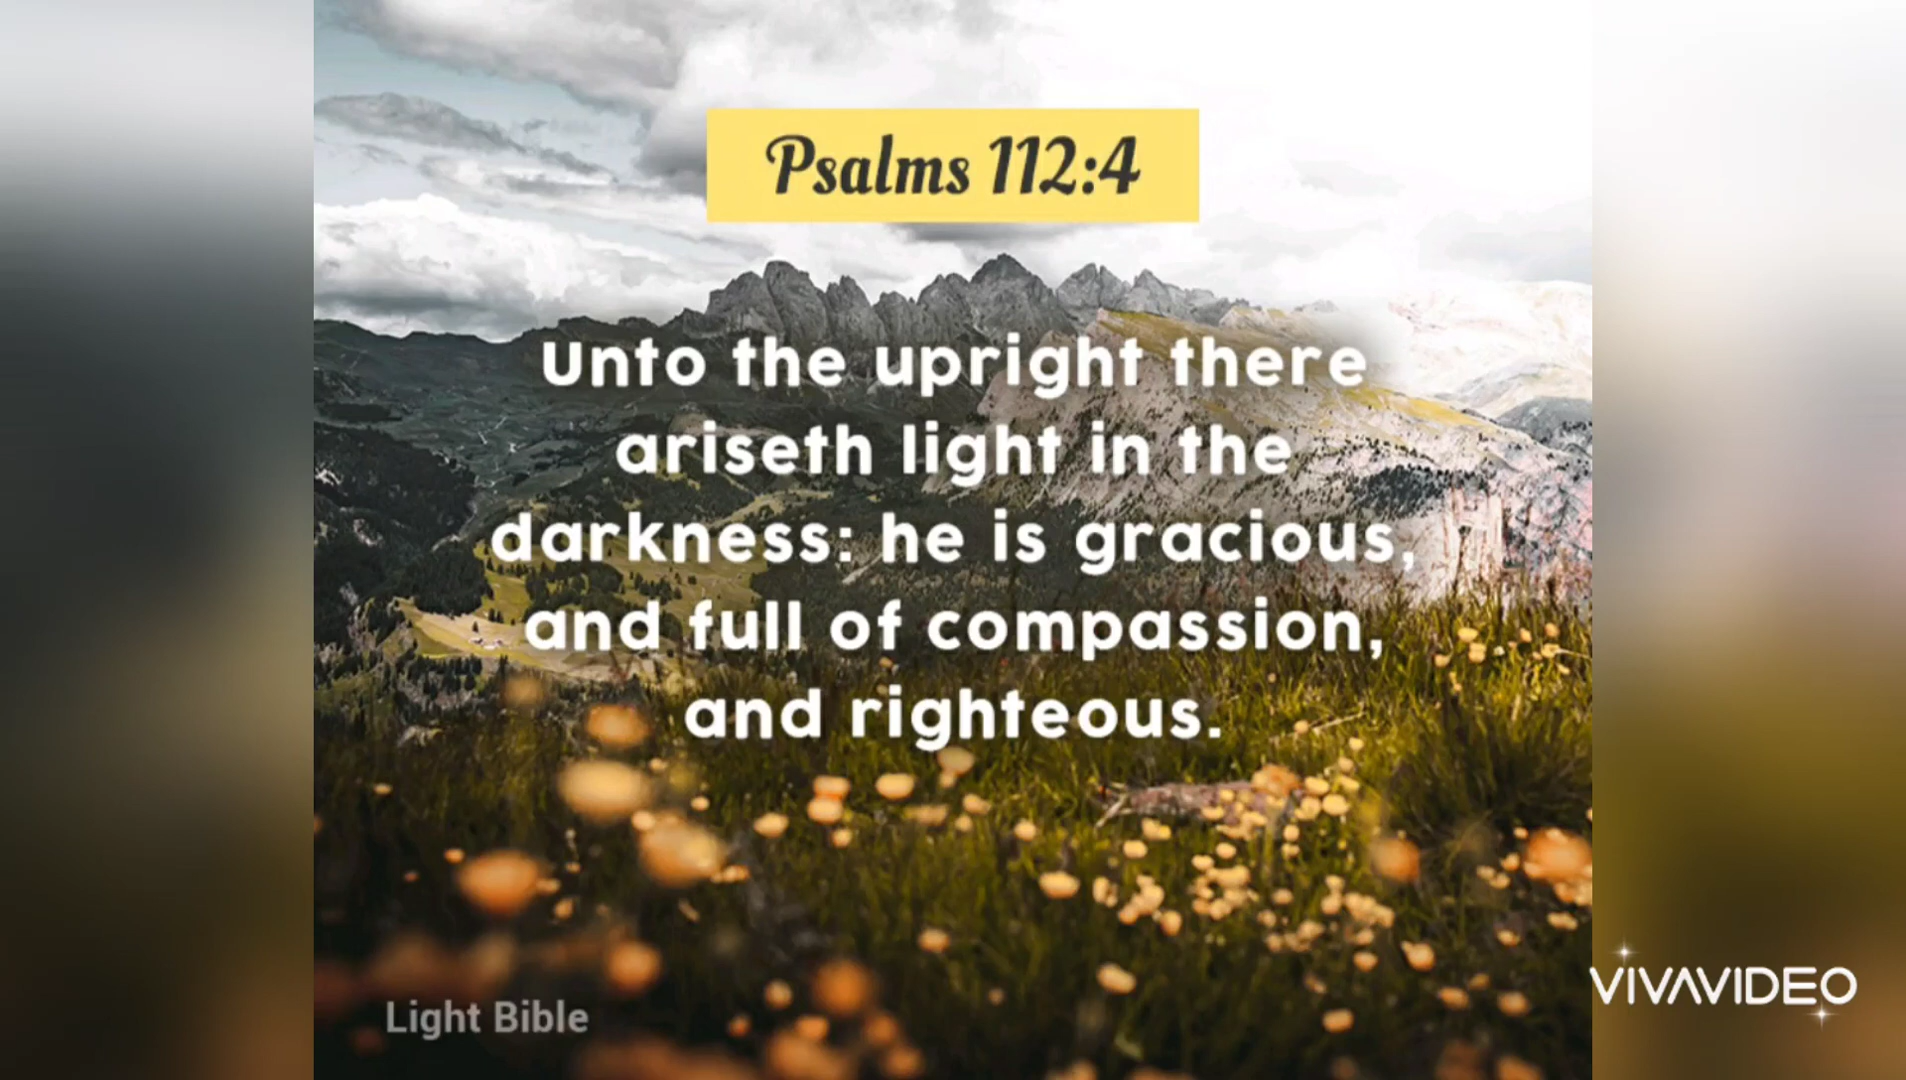 Psalms 112:4
Unto the upright there
ariseth light in the
darkness: he is gracious,
and full of compassion,
and righteous.
Light Bible
VIVAVIDEO